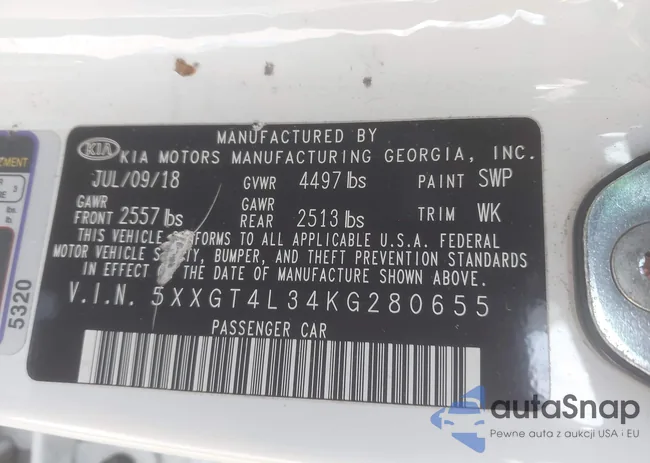 MANUFACTURED BY
KIA KIA MOTORS MANUFACTURING GEORGIA, INC.
JUL/09/18 GVWR 4497 lbs PAINT SWP
GAWR FRONT 2557 lbs GAWR REAR 2513 lbs TRIM WK
THIS VEHICLE TO ALL APPLICABLE U.S.A. FEDERAL
MOTOR VEHICLE BUMPER, AND THEFT PREVENTION STANDARDS
IN EFFECT THE DATE OF MANUFACTURE SHOWN ABOVE.
V.I.N. 5XXGT4L34KG280655
PASSENGER CAR
5320
autaSnap
Pewne auta z aukcji USA i EU